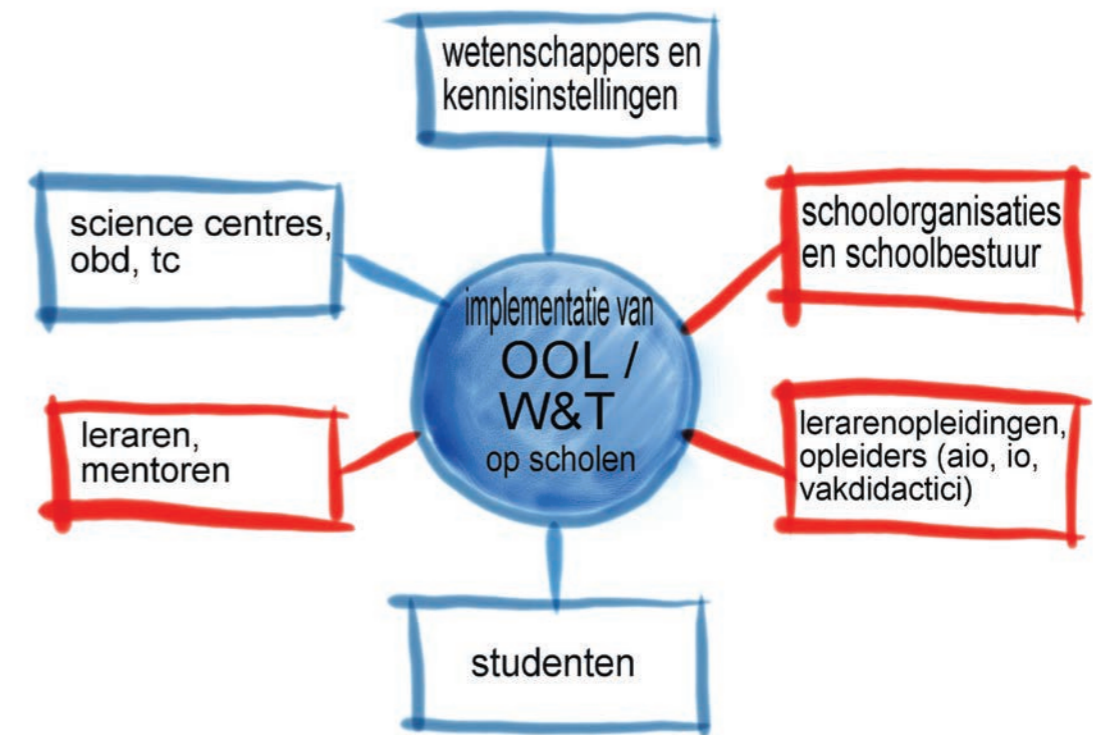 wetenschappers en
kennisinstellingen
science centres,
obd, tc
schoolorganisaties
en schoolbestuur
implementatie van
OOL /
W&T
op scholen
leraren,
mentoren
lerarenopleidingen,
opleiders (aio, io,
vakdidactici)
studenten